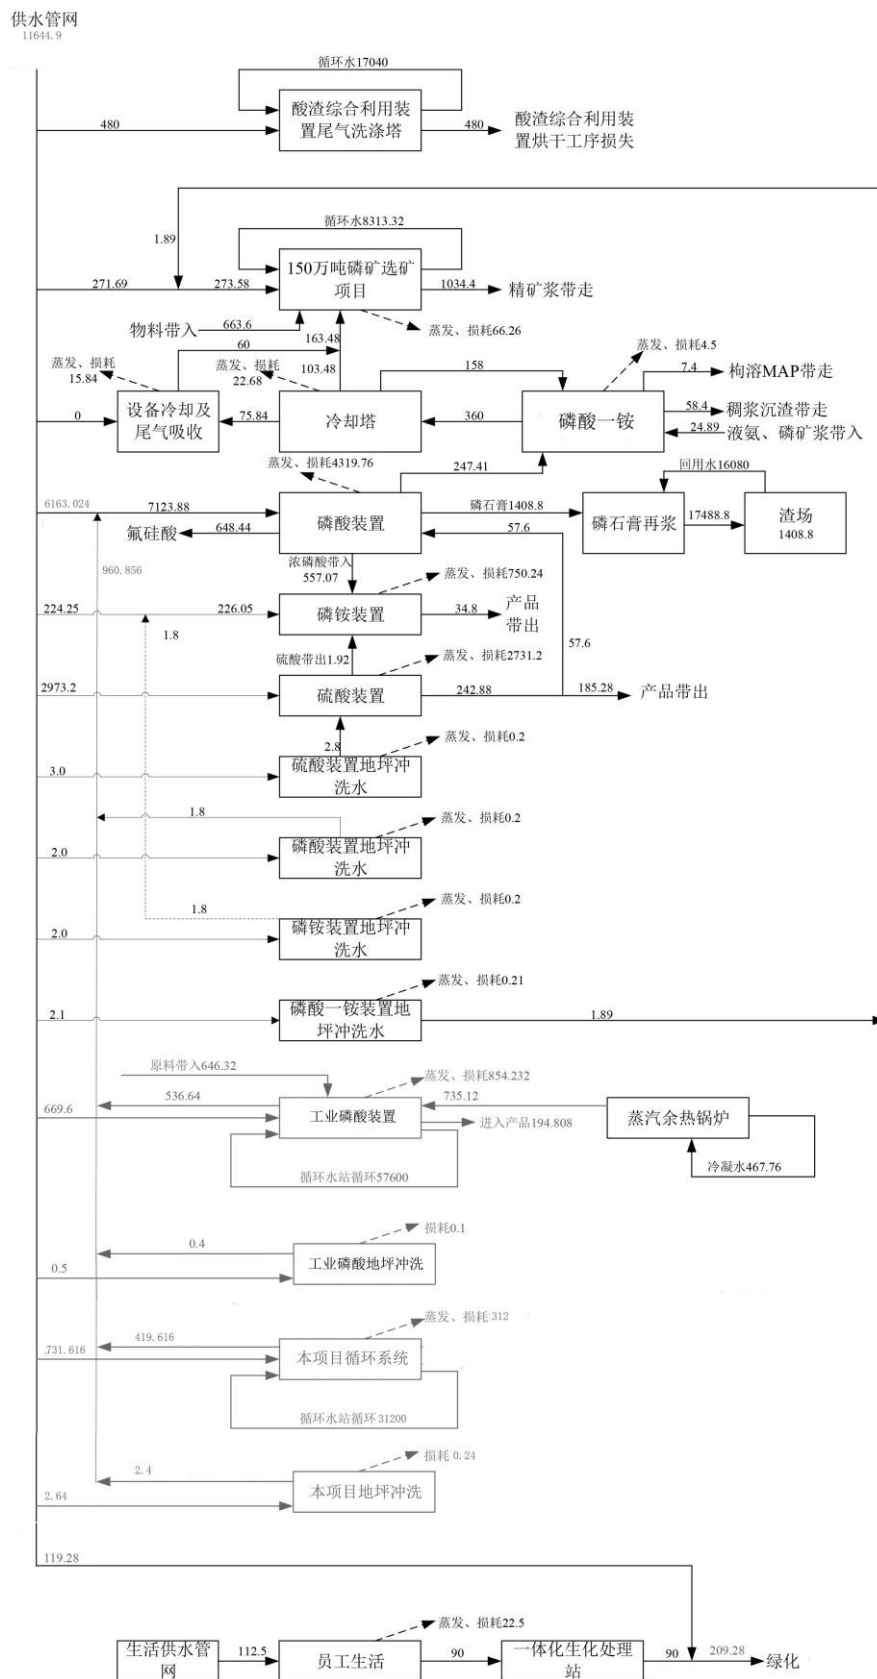 供水管网
11644.9
循环水17040
酸渣综合利用装
置尾气洗涤塔
480
480
酸渣综合利用装
置烘干工序损失
循环水8313.32
1.89
150万吨磷矿选矿
项目
271.69
273.58
1034.4
精矿浆带走
物料带入
663.6
163.48
蒸发、损耗66.26
60
103.48
蒸发、损耗
15.84
蒸发、损耗
22.68
158
蒸发、损耗4.5
7.4
枸溶MAP带走
0
设备冷却及
尾气吸收
75.84
冷却塔
360
磷酸一铵
58.4
稠浆沉渣带走
24.89
液氨、磷矿浆带入
蒸发、损耗4319.76
247.41
回用水16080
6163.024
7123.88
磷酸装置
磷石膏1408.8
磷石膏再浆
17488.8
渣场
1408.8
氟硅酸
648.44
57.6
960.856
浓磷酸带入
557.07
蒸发、损耗750.24
224.25
226.05
磷铵装置
34.8
产品
带出
1.8
硫酸带出1.92
蒸发、损耗2731.2
57.6
2973.2
硫酸装置
242.88
185.28
产品带出
2.8
蒸发、损耗0.2
3.0
硫酸装置地坪冲
洗水
1.8
蒸发、损耗0.2
2.0
磷酸装置地坪冲
洗水
1.8
蒸发、损耗0.2
2.0
磷铵装置地坪冲
洗水
蒸发、损耗0.21
2.1
磷酸一铵装置地
坪冲洗水
1.89
原料带入646.32
蒸发、损耗854.232
536.64
735.12
669.6
工业磷酸装置
进入产品194.808
蒸汽余热锅炉
循环水站循环57600
冷凝水467.76
损耗0.1
0.4
0.5
工业磷酸地坪冲洗
蒸发、损耗312
419.616
731.616
本项目循环系统
循环水站循环31200
损耗0.24
2.4
2.64
本项目地坪冲洗
119.28
蒸发、损耗22.5
生活供水管
网
112.5
员工生活
90
一体化生化处理
站
90
209.28
绿化